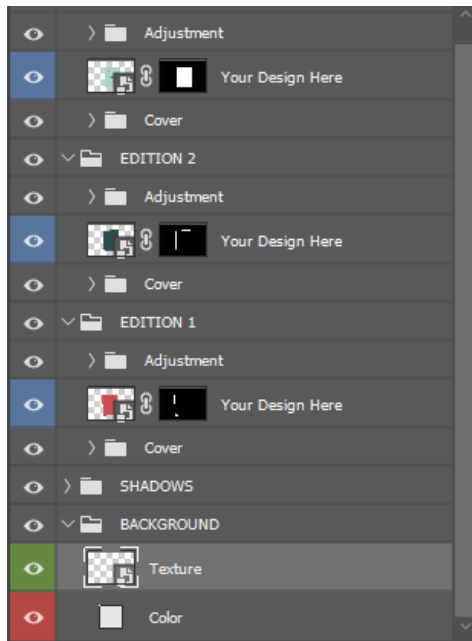 Adjustment
Your Design Here
Cover
EDITION 2
Adjustment
Your Design Here
Cover
EDITION 1
Adjustment
Your Design Here
Cover
SHADOWS
BACKGROUND
Texture
Color